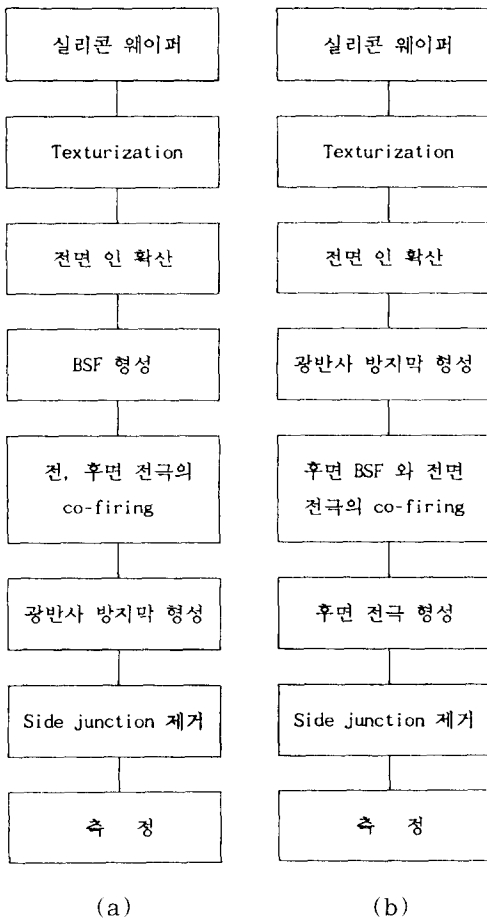 실리콘 웨이퍼
Texturization
전면 인 확산
BSF 형성
전, 후면 전극의
co-firing
광반사 방지막 형성
Side junction 제거
측 정
(a)
실리콘 웨이퍼
Texturization
전면 인 확산
광반사 방지막 형성
후면 BSF 와 전면
전극의 co-firing
후면 전극 형성
Side junction 제거
측 정
(b)